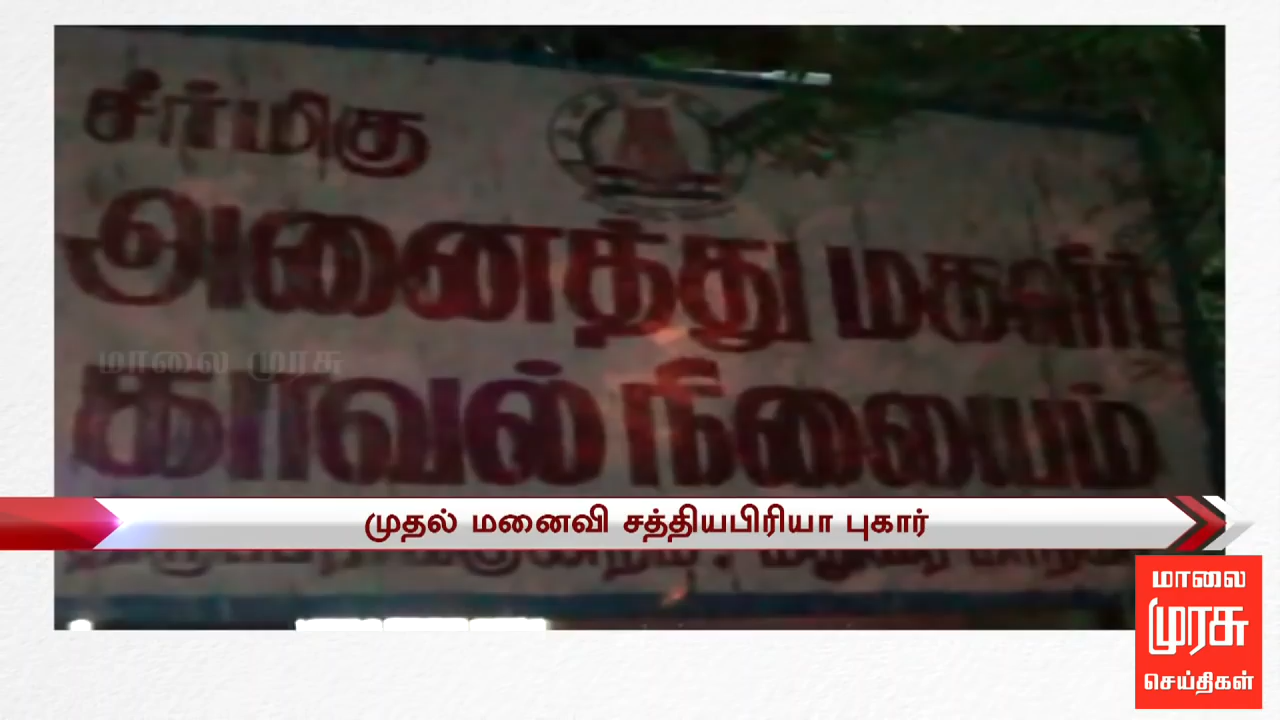 சீர்மிகு
அனைத்து மகளிர்
காவல் நிலையம்
மாலை முரசு
முதல் மனைவி சத்தியபிரியா புகார்
மாலை
முரசு
செய்திகள்